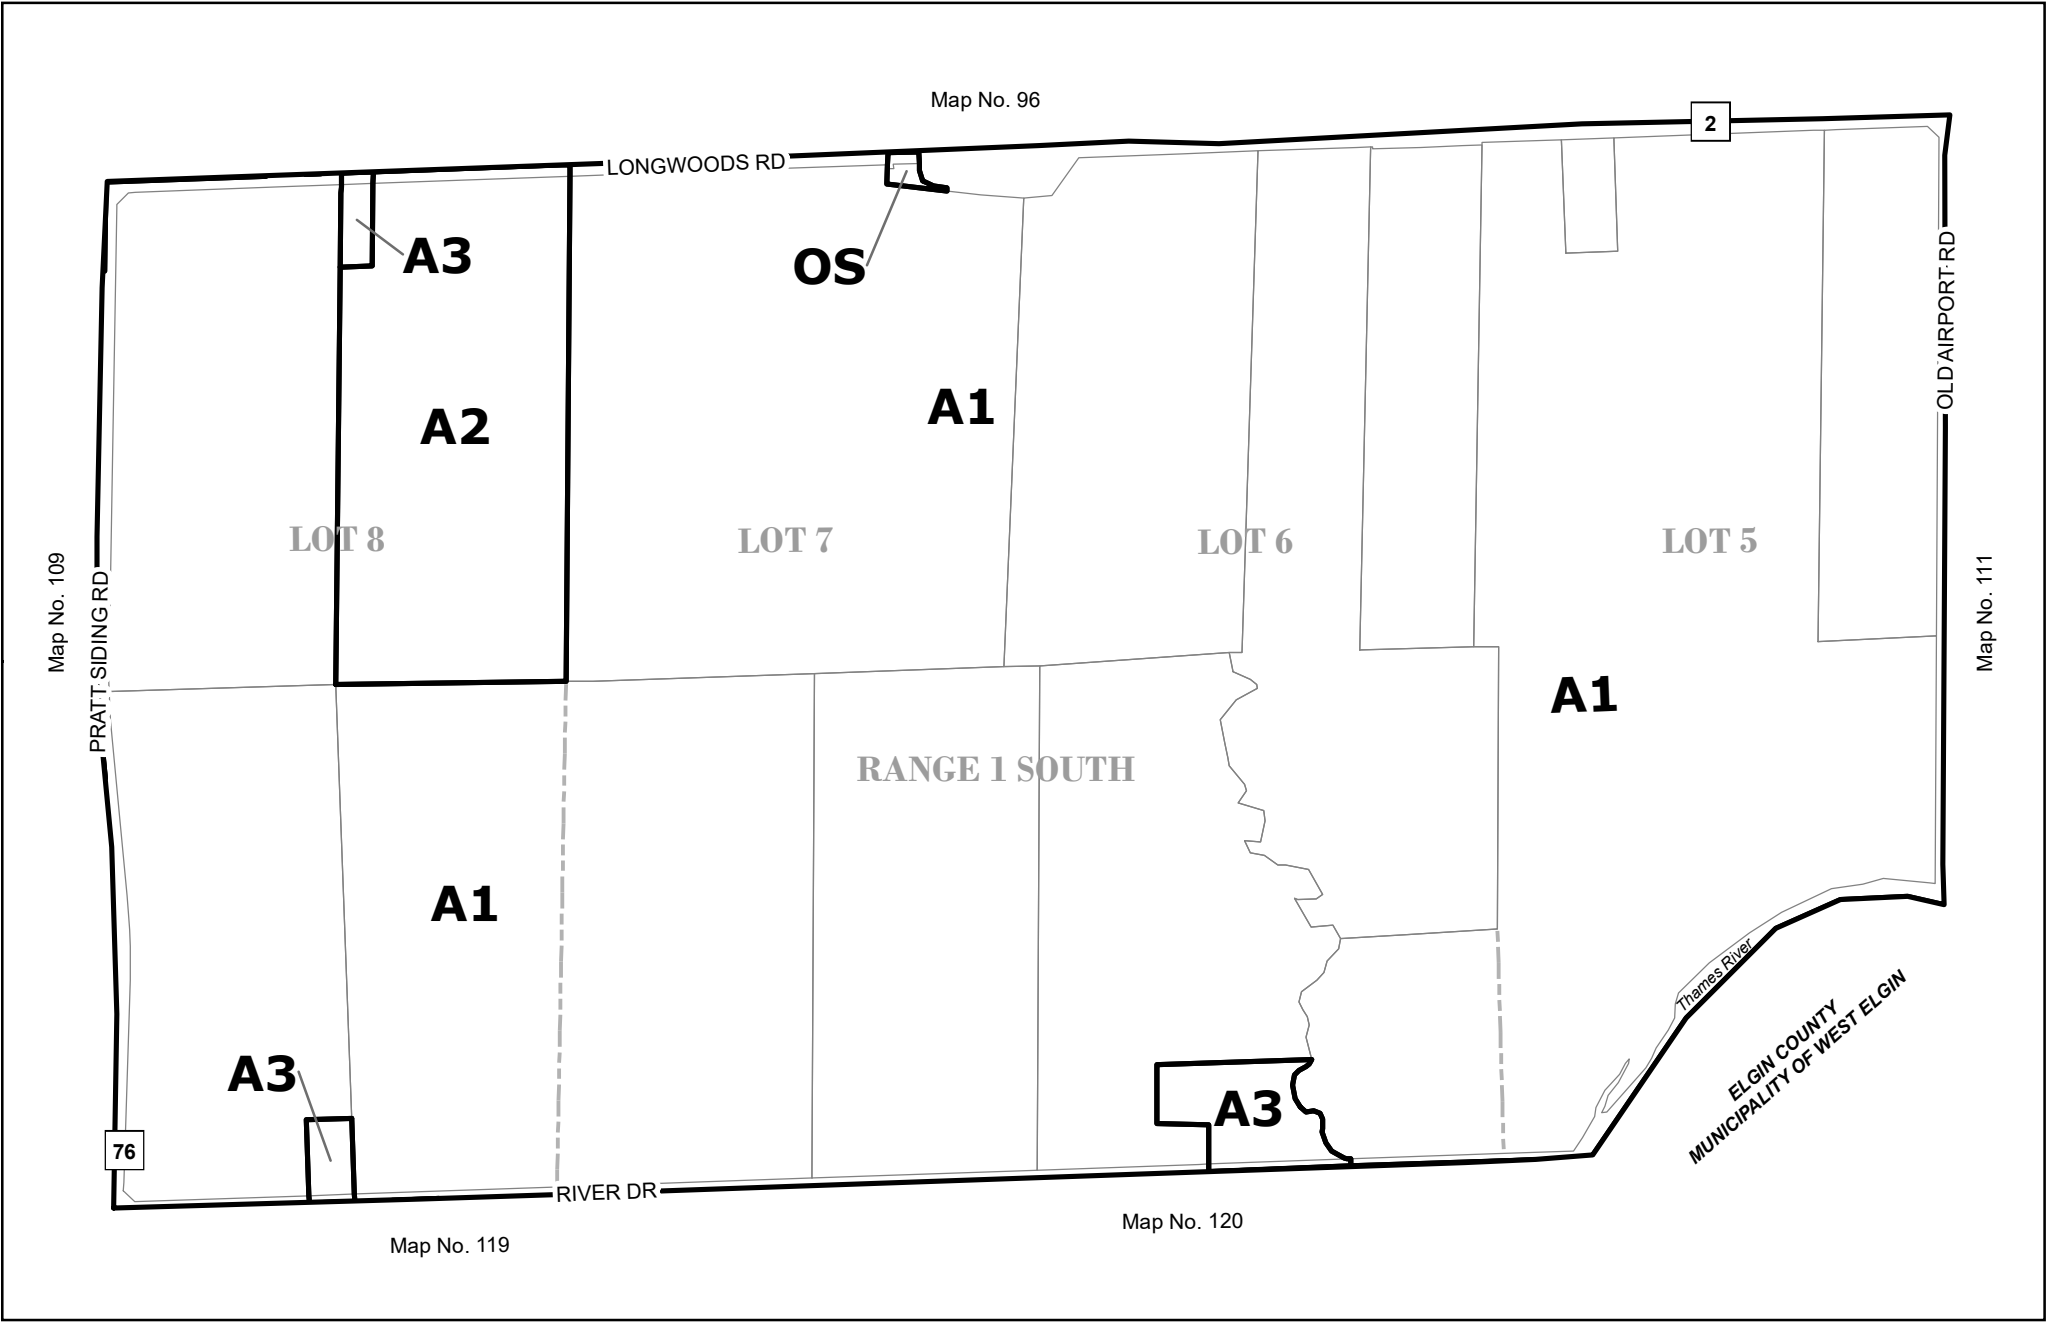 Map No. 96
2
LONGWOODS RD
A3
OS
OLD AIRPORT RD
A2
A1
LOT 8
LOT 7
LOT 6
LOT 5
Map No. 109
PRATT SIDING RD
Map No. 111
A1
RANGE 1 SOUTH
A1
Thames River
ELGIN COUNTY
MUNICIPALITY OF WEST ELGIN
A3
A3
76
RIVER DR
Map No. 119
Map No. 120